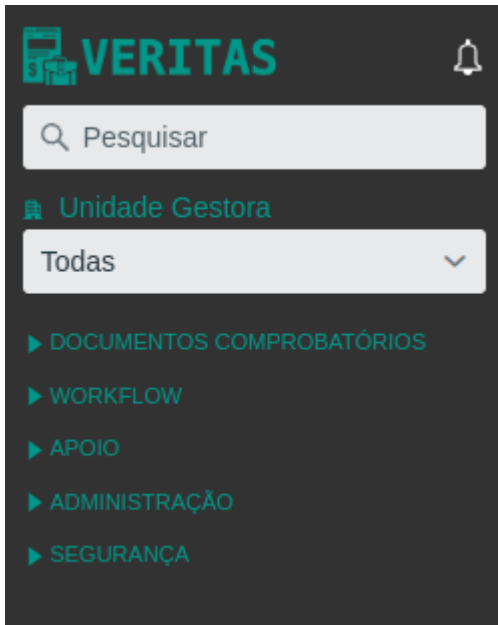 VERITAS
Pesquisar
Unidade Gestora
Todas
DOCUMENTOS COMPROBATÓRIOS
WORKFLOW
APOIO
ADMINISTRAÇÃO
SEGURANÇA